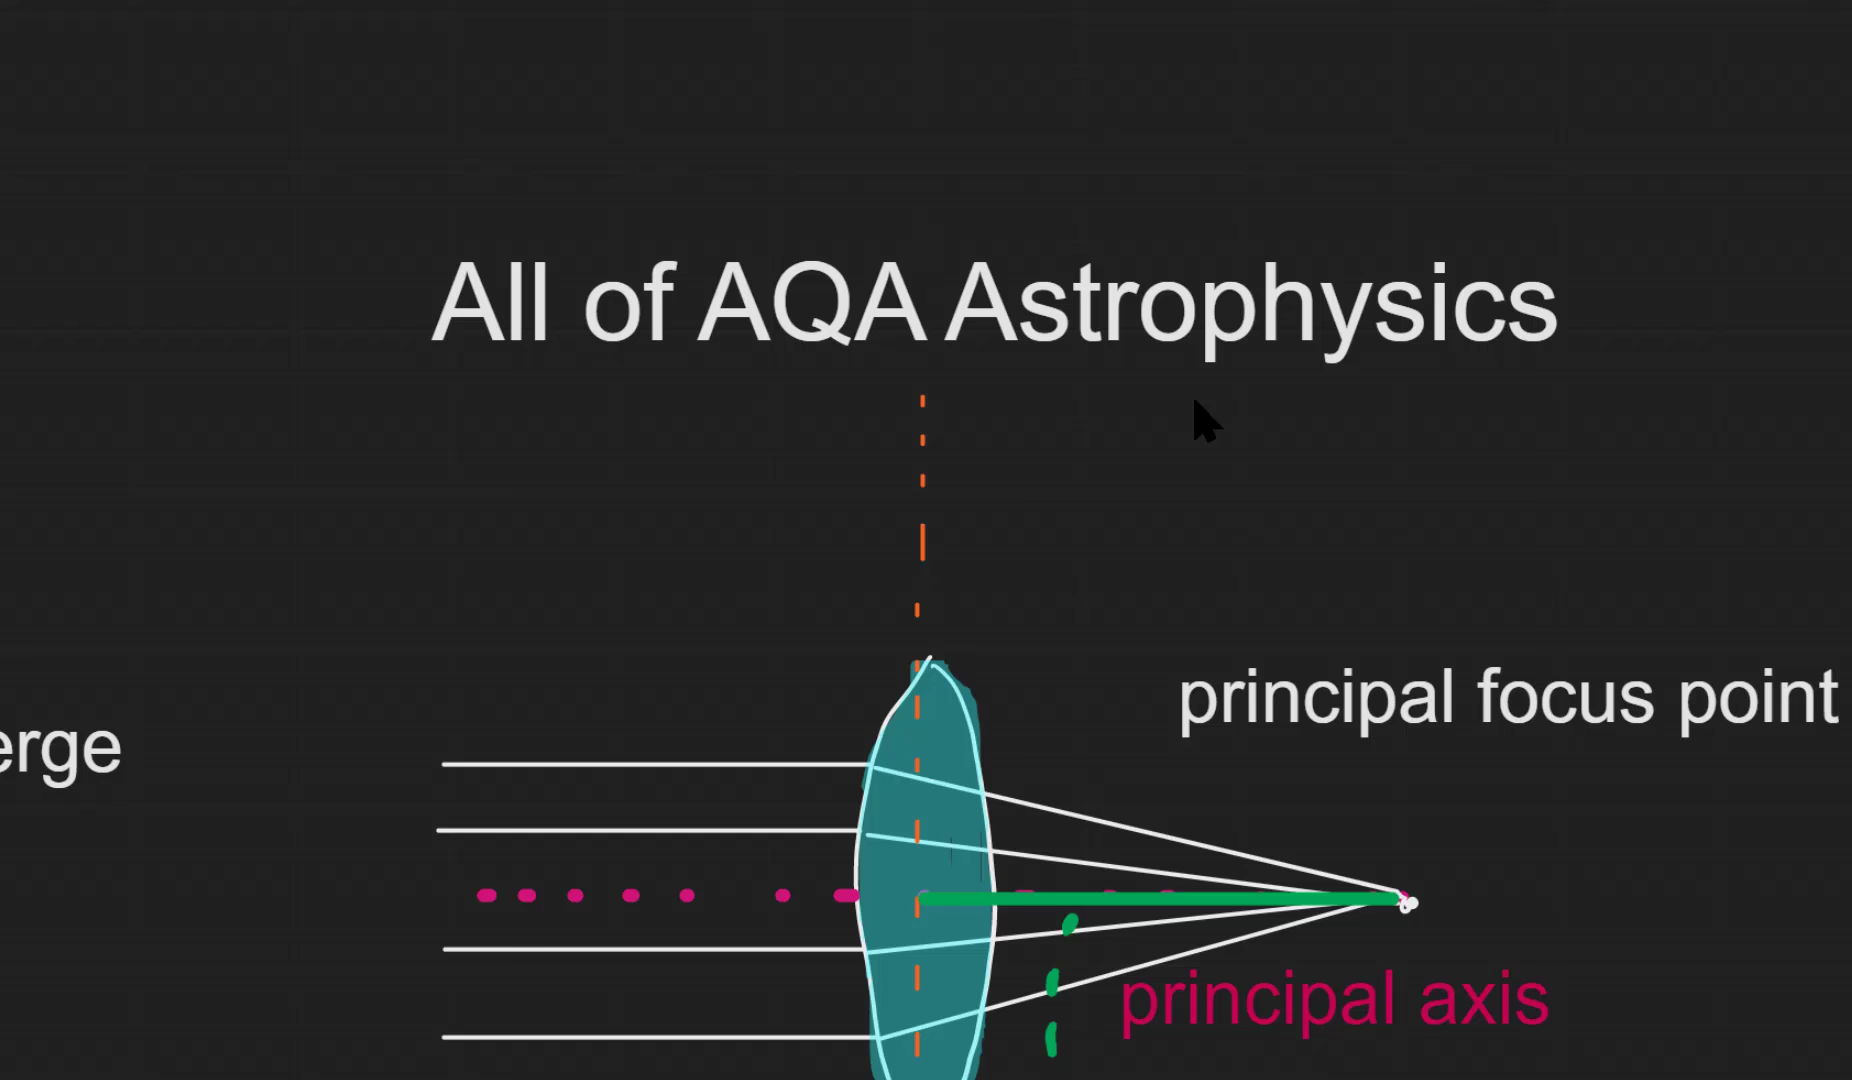 All of AQA Astrophysics
principal focus point
erge
principal axis